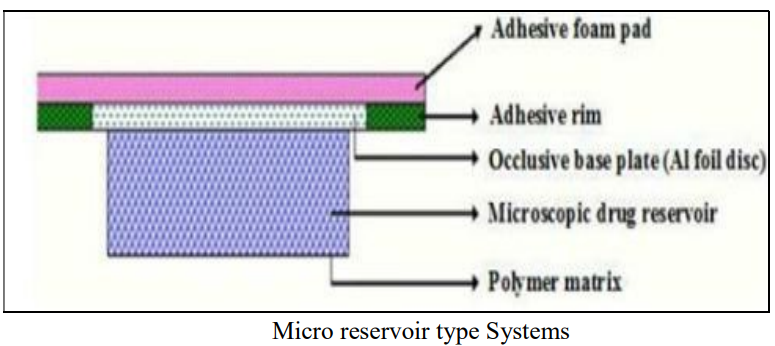 Adhesive foam pad
Adhesive rim
Occlusive base plate (Al foil disc)
Microscopic drug reservoir
Polymer matrix
Micro reservoir type Systems